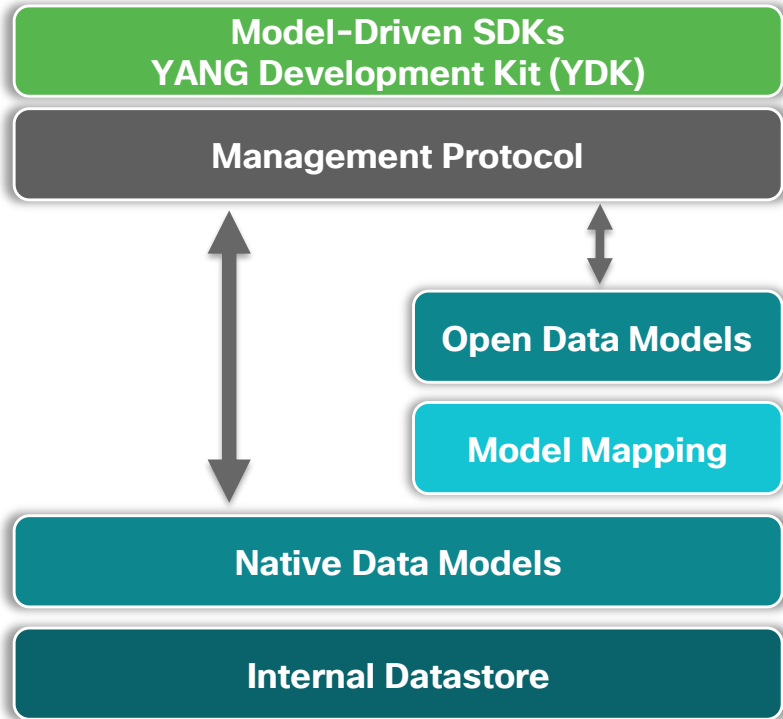 Model-Driven SDKs
YANG Development Kit (YDK)
Management Protocol
Open Data Models
Model Mapping
Native Data Models
Internal Datastore